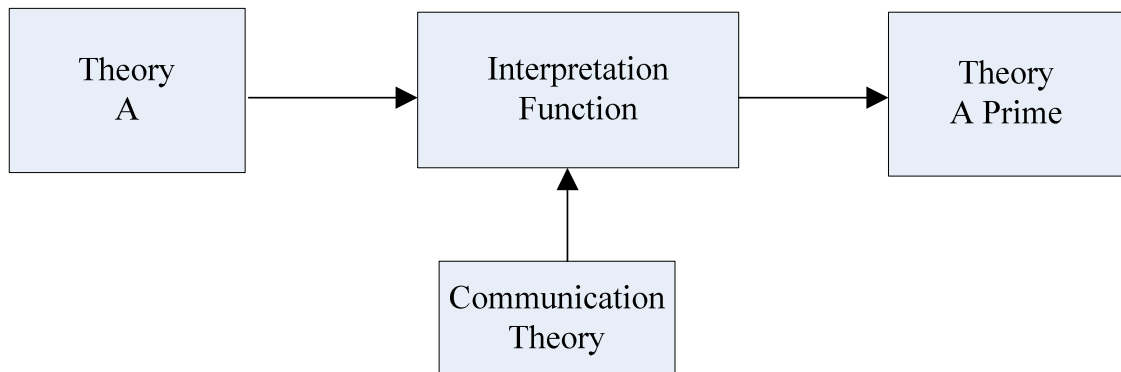 Theory
A
Interpretation
Function
Theory
A Prime
Communication
Theory